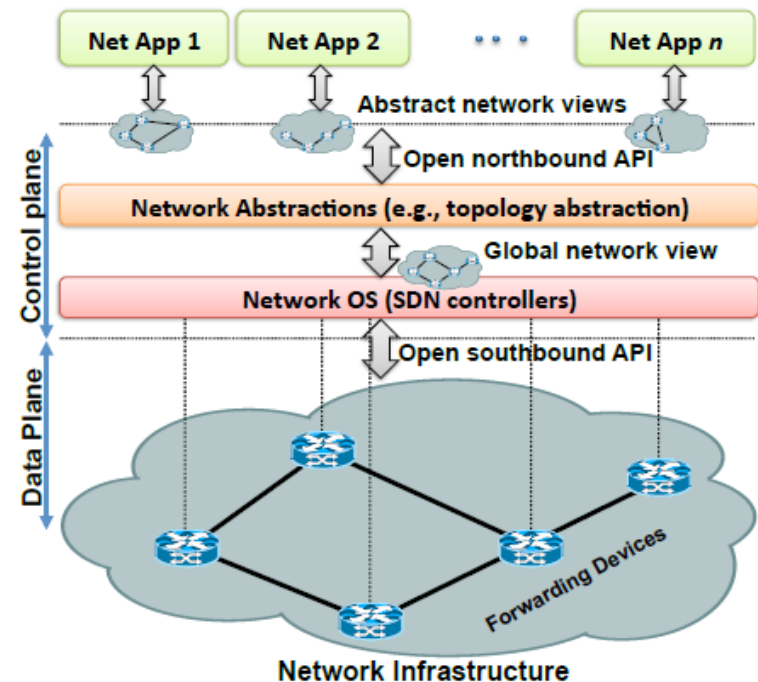 Net App 1
Net App 2
Net App n
Abstract network views
Open northbound API
Control plane
Network Abstractions (e.g., topology abstraction)
Global network view
Network OS (SDN controllers)
Open southbound API
Data Plane
Forwarding Devices
Network Infrastructure